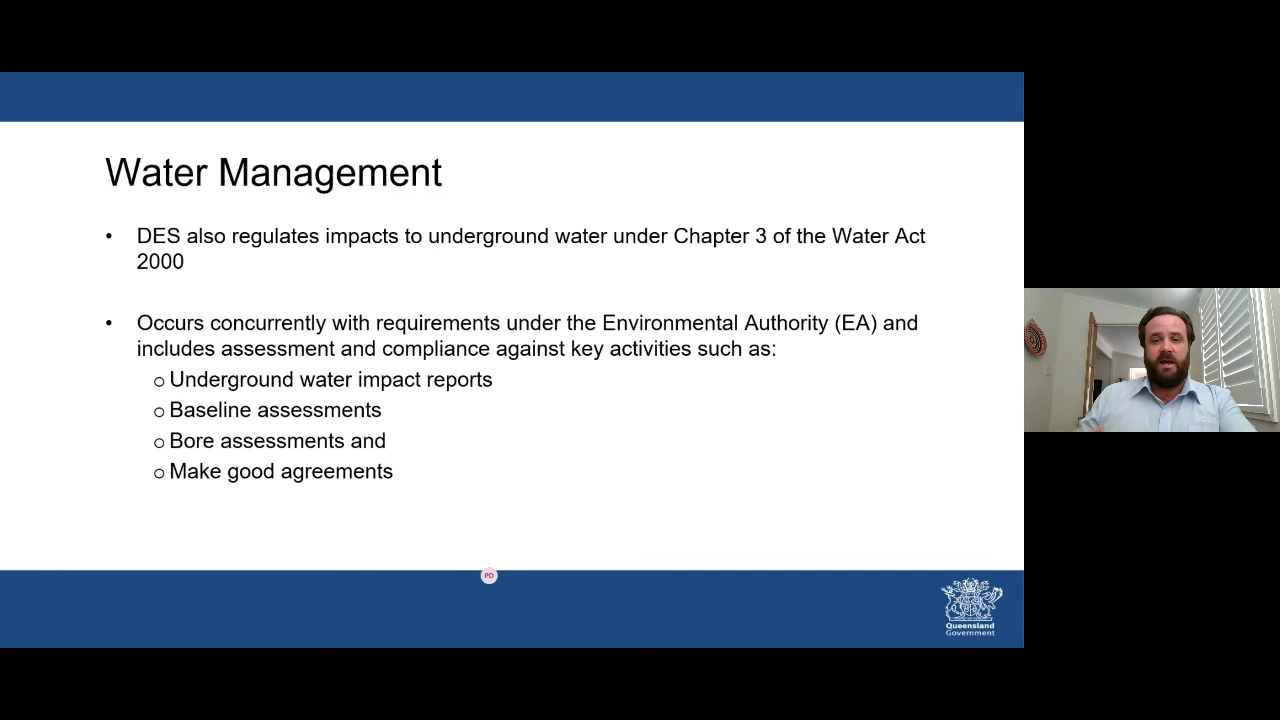 Water Management
• DES also regulates impacts to underground water under Chapter 3 of the Water Act
2000
• Occurs concurrently with requirements under the Environmental Authority (EA) and
includes assessment and compliance against key activities such as:
o Underground water impact reports
o Baseline assessments
o Bore assessments and
o Make good agreements
PD
Queensland
Government